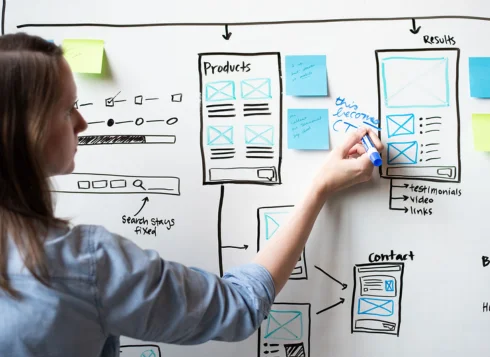 Results
Products
this
becomes
testimonials
video
links
Search stays
fixed
Contact